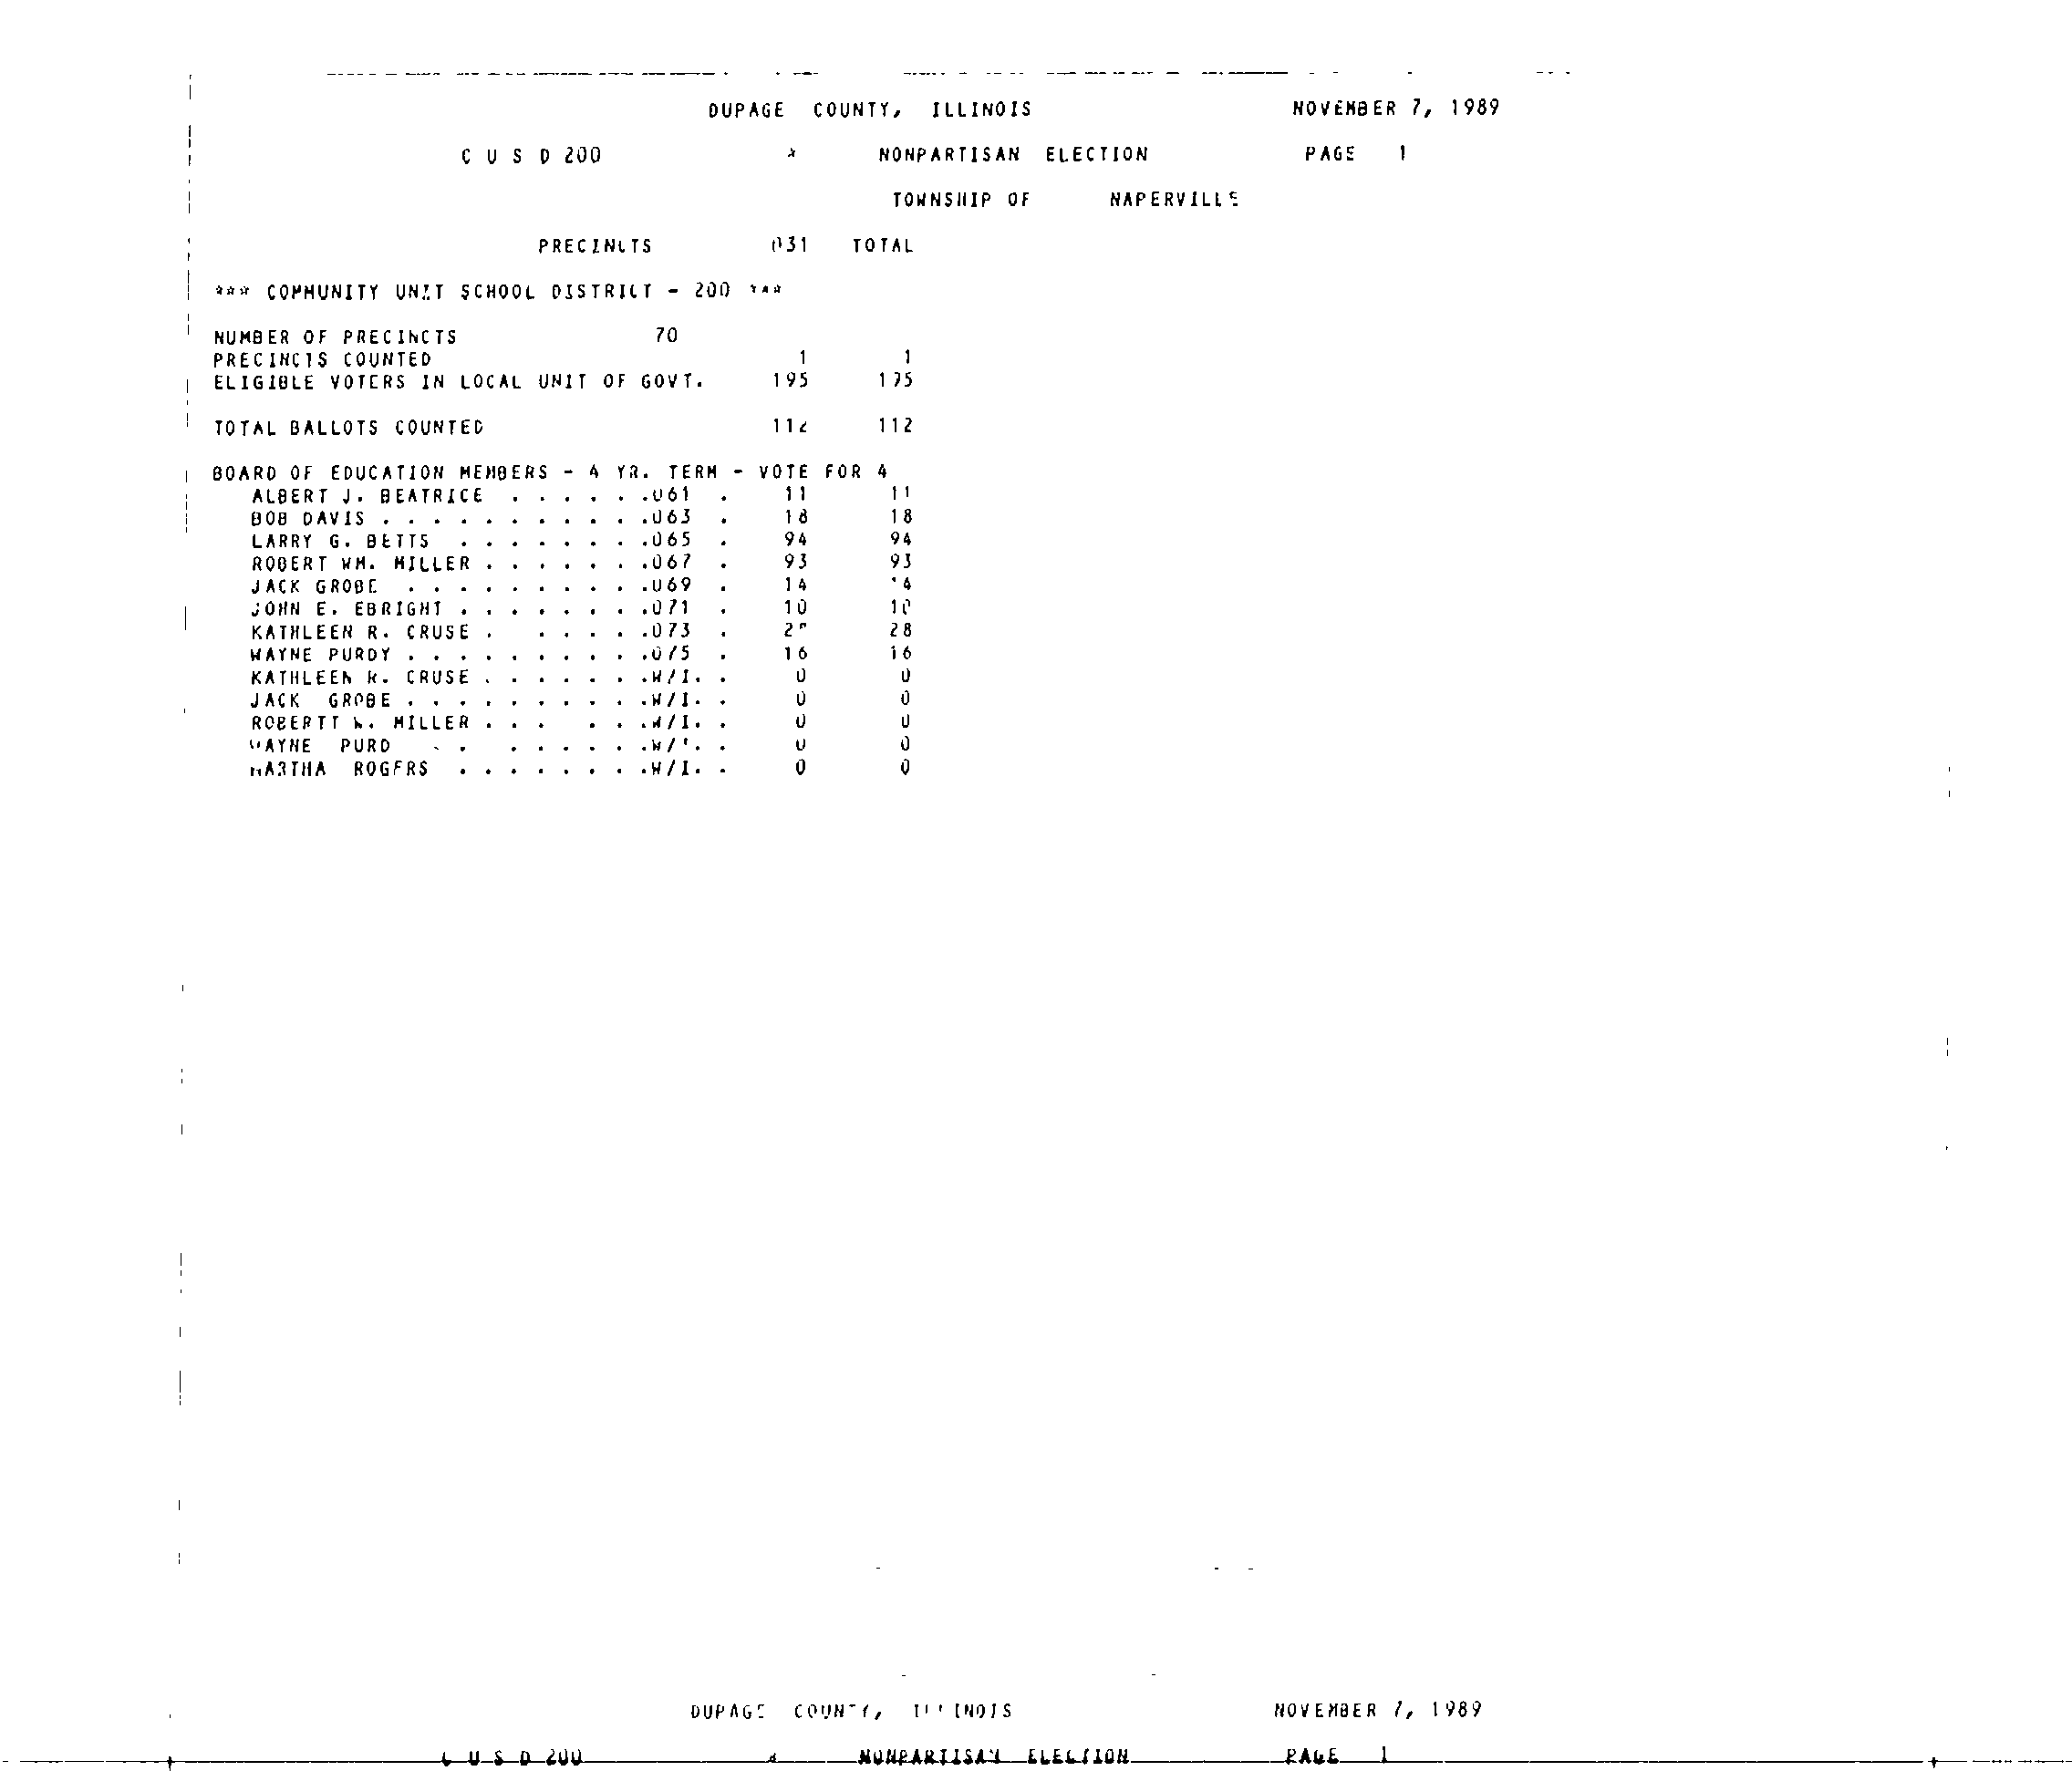 DUPAGE COUNTY, ILLINOIS NOVEMBER 7, 1989
C U S D 200 * NONPARTISAN ELECTION PAGE 1
TOWNSHIP OF NAPERVILLE
PRECINCTS 031 TOTAL
*** COMMUNITY UNIT SCHOOL DISTRICT - 200 ***
NUMBER OF PRECINCTS 70
PRECINCTS COUNTED 1 1
ELIGIBLE VOTERS IN LOCAL UNIT OF GOVT. 195 195
TOTAL BALLOTS COUNTED 112 112
BOARD OF EDUCATION MEMBERS - 4 YR. TERM - VOTE FOR 4
ALBERT J. BEATRICE . . . . . .061 . 11 11
BOB DAVIS . . . . . . . . . . .063 . 18 18
LARRY G. BETTS . . . . . . . .065 . 94 94
ROBERT WM. MILLER . . . . . . .067 . 93 93
JACK GROBE . . . . . . . . . .069 . 14 14
JOHN E. EBRIGHT . . . . . . . .071 . 10 10
KATHLEEN R. CRUSE . . . . . .073 . 28 28
WAYNE PURDY . . . . . . . . . .075 . 16 16
KATHLEEN R. CRUSE . . . . . . .W/I. . 0 0
JACK GROBE . . . . . . . . . .W/I. . 0 0
ROBERTT W. MILLER . . . . . .W/I. . 0 0
WAYNE PURD . . . . . . . .W/I. . 0 0
MARTHA ROGERS . . . . . . . .W/I. . 0 0
DUPAGE COUNTY, ILLINOIS NOVEMBER 7, 1989
C U S D 200 * NONPARTISAN ELECTION PAGE 1